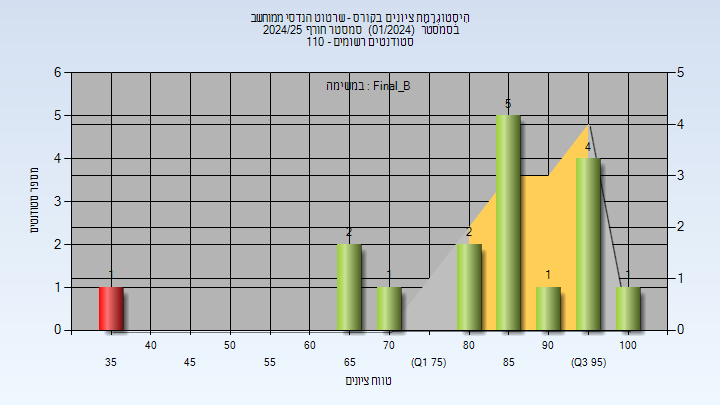 היסטוגרמת ציונים בקורס - שרטוט הנדסי ממוחשב
בסמסטר (01/2024) סמסטר חורף 2024/25
סטודנטים רשומים - 110
במשימה : Final_B
מספר סטודנטים
6
5
4
3
2
1
0
5
4
3
2
1
0
1
2
1
2
5
1
4
1
40 50 60 70 80 90 100
35 45 55 65 (Q1 75) 85 (Q3 95)
טווח ציונים